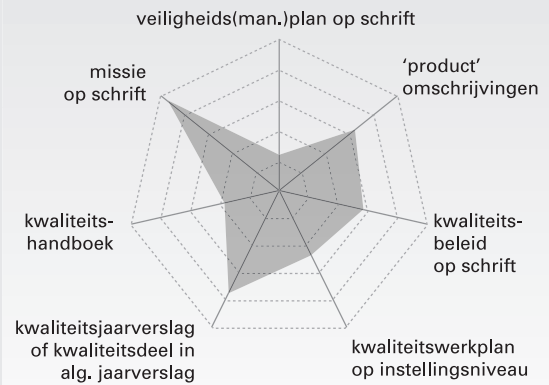 veiligheids(man.)plan op schrift
missie
op schrift
‘product’
omschrijvingen
kwaliteits-
handboek
kwaliteits-
beleid
op schrift
kwaliteitsjaarverslag
of kwaliteitsdeel in
alg. jaarverslag
kwaliteitswerkplan
op instellingsniveau